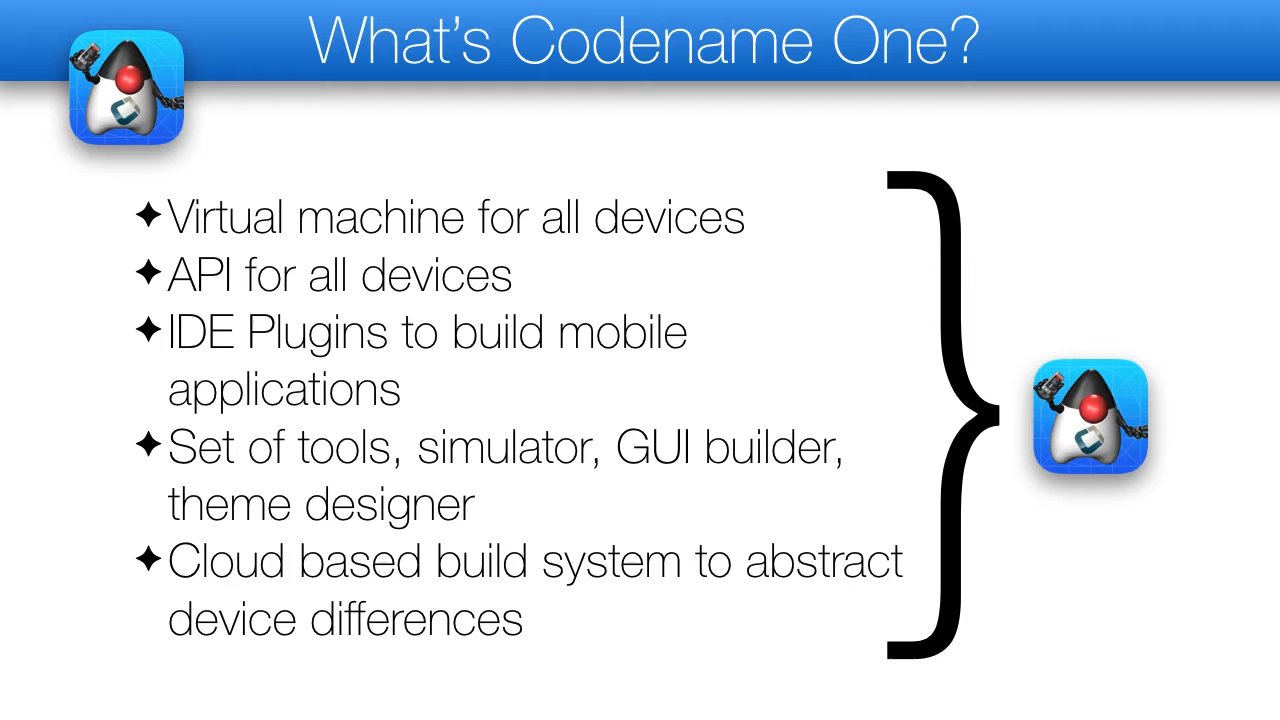 What’s Codename One?
✦Virtual machine for all devices
✦API for all devices
✦IDE Plugins to build mobile
applications
✦Set of tools, simulator, GUI builder,
theme designer
✦Cloud based build system to abstract
device differences
}